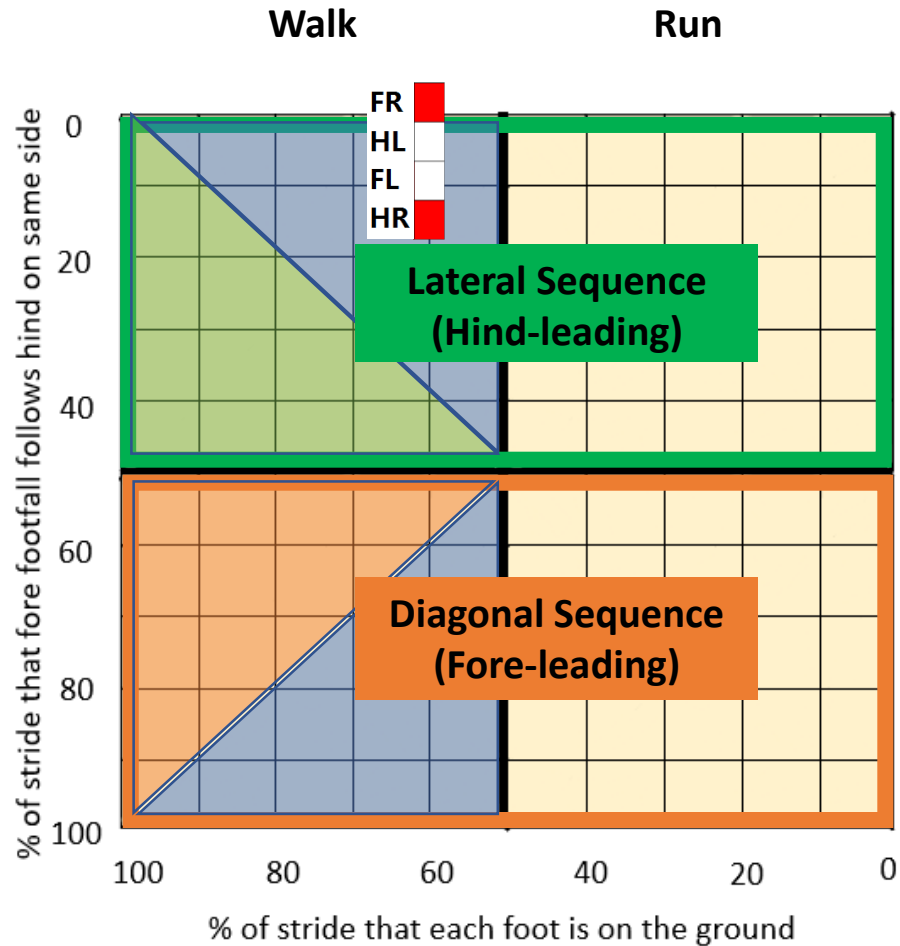 Walk
Run
FR
HL
FL
HR
% of stride that fore footfall follows hind on same side
0
20
40
60
80
100
Lateral Sequence
(Hind-leading)
Diagonal Sequence
(Fore-leading)
100
80
60
40
20
0
% of stride that each foot is on the ground